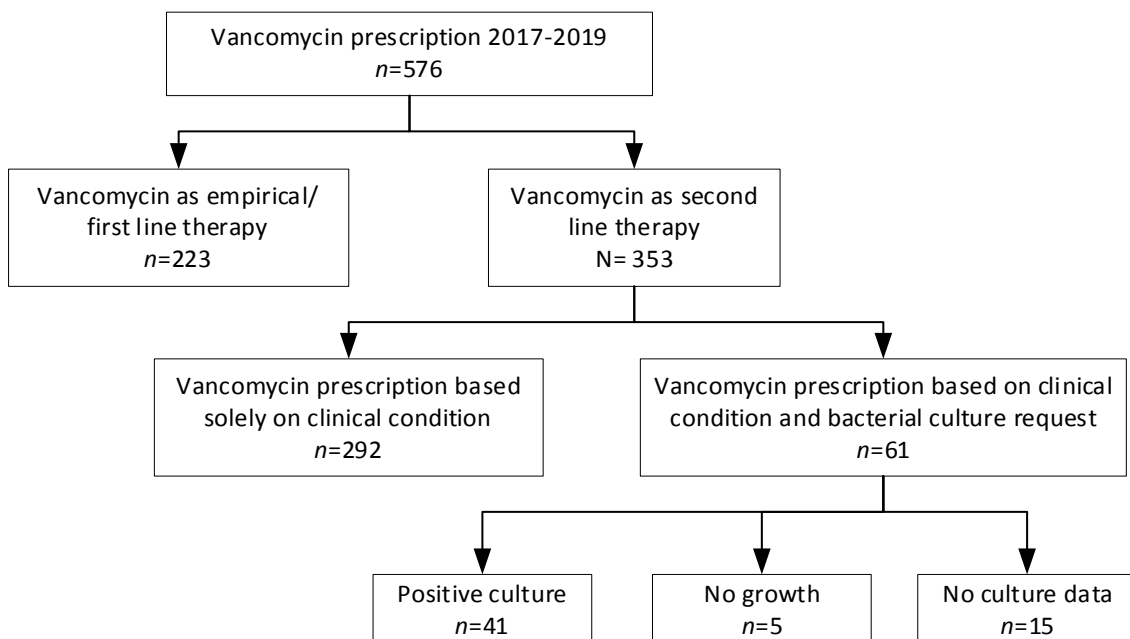 Vancomycin prescription 2017-2019
n=576
Vancomycin as empirical/
first line therapy
n=223
Vancomycin as second
line therapy
N= 353
Vancomycin prescription based
solely on clinical condition
n=292
Vancomycin prescription based on clinical
condition and bacterial culture request
n=61
Positive culture
n=41
No growth
n=5
No culture data
n=15